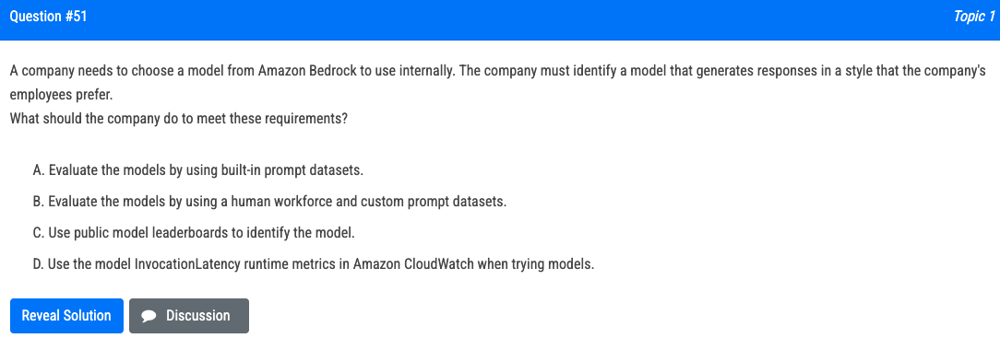 Question #51
Topic 1
A company needs to choose a model from Amazon Bedrock to use internally. The company must identify a model that generates responses in a style that the company's
employees prefer.
What should the company do to meet these requirements?
A. Evaluate the models by using built-in prompt datasets.
B. Evaluate the models by using a human workforce and custom prompt datasets.
C. Use public model leaderboards to identify the model.
D. Use the model InvocationLatency runtime metrics in Amazon CloudWatch when trying models.
Reveal Solution
Discussion